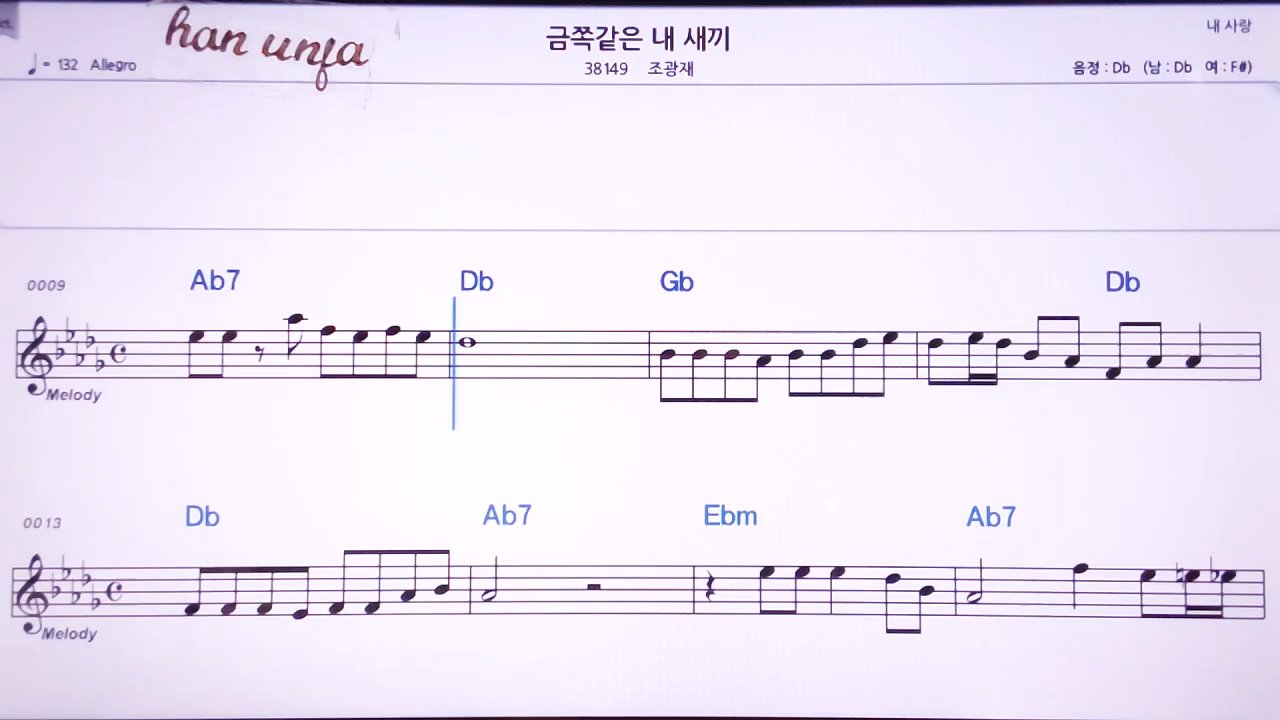 han unfa
금쪽같은 내 새끼
내 사랑
♩ = 132 Allegro
38149 조광재
음정 : Db (남 : Db 여 : F#)
0009 Ab7 Db Gb Db
Melody
0013 Db Ab7 Ebm Ab7
Melody